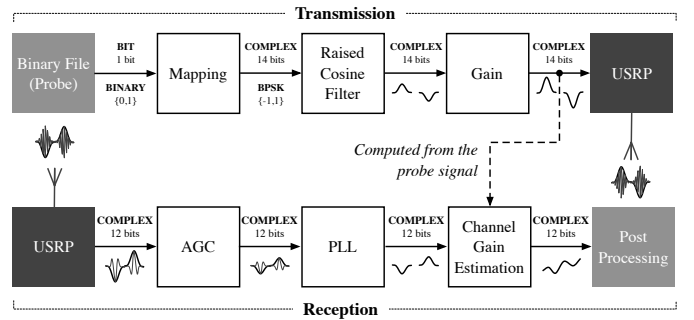 Transmission
Binary File
(Probe)
BIT
1 bit
BINARY
{0,1}
Mapping
COMPLEX
14 bits
BPSK
{-1,1}
Raised
Cosine
Filter
COMPLEX
14 bits
Gain
COMPLEX
14 bits
USRP
Computed from the
probe signal
USRP
COMPLEX
12 bits
AGC
COMPLEX
12 bits
PLL
COMPLEX
12 bits
Channel
Gain
Estimation
COMPLEX
12 bits
Post
Processing
Reception